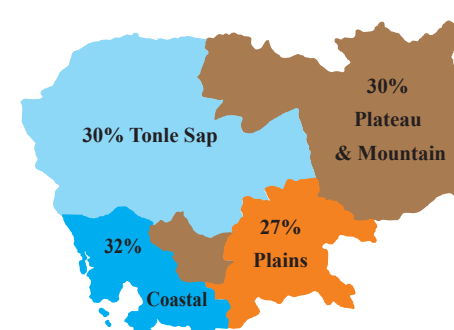 30%
Plateau
& Mountain
30% Tonle Sap
27%
Plains
32%
Coastal